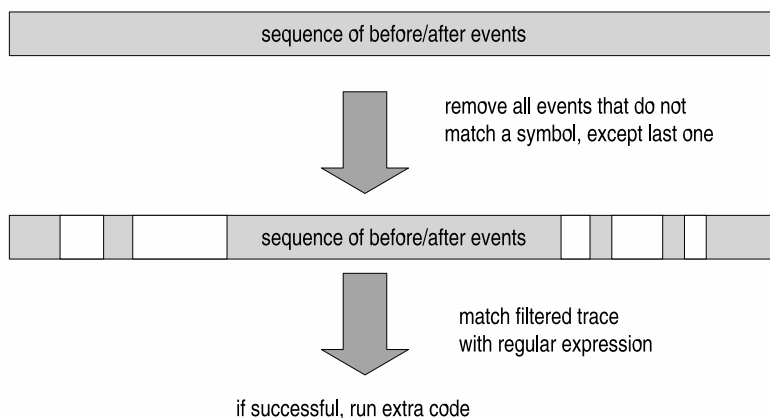 sequence of before/after events
remove all events that do not
match a symbol, except last one
sequence of before/after events
match filtered trace
with regular expression
if successful, run extra code